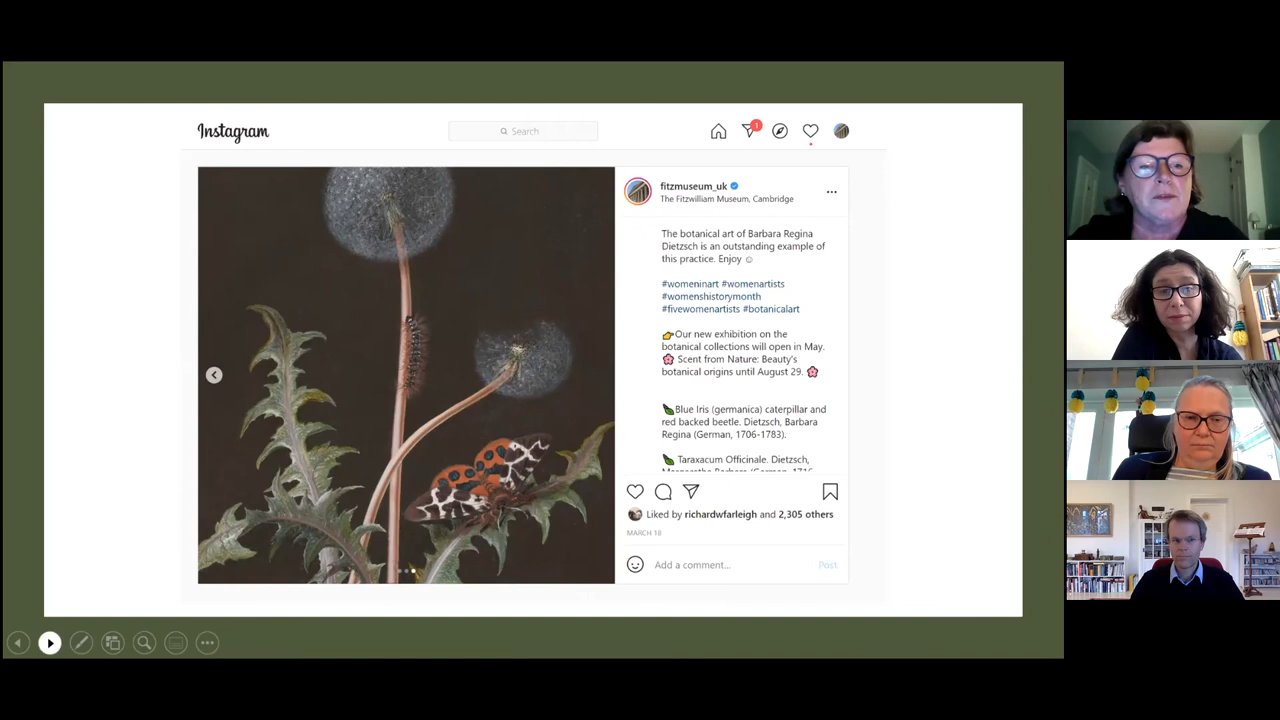 Instagram
Search
1
fitzmuseum_uk
The Fitzwilliam Museum, Cambridge
The botanical art of Barbara Regina
Dietzsch is an outstanding example of
this practice. Enjoy ☺
#womeninart #womenartists
#womenshistorymonth
#fivewomenartists #botanicalart
👉Our new exhibition on the
botanical collections will open in May.
🌸 Scent from Nature: Beauty's
botanical origins until August 29. 🌸
Blue Iris (germanica) caterpillar and
red backed beetle. Dietzsch, Barbara
Regina (German, 1706-1783).
Taraxacum Officinale. Dietzsch,
Liked by richardwfarleigh and 2,305 others
MARCH 18
Add a comment...
Post